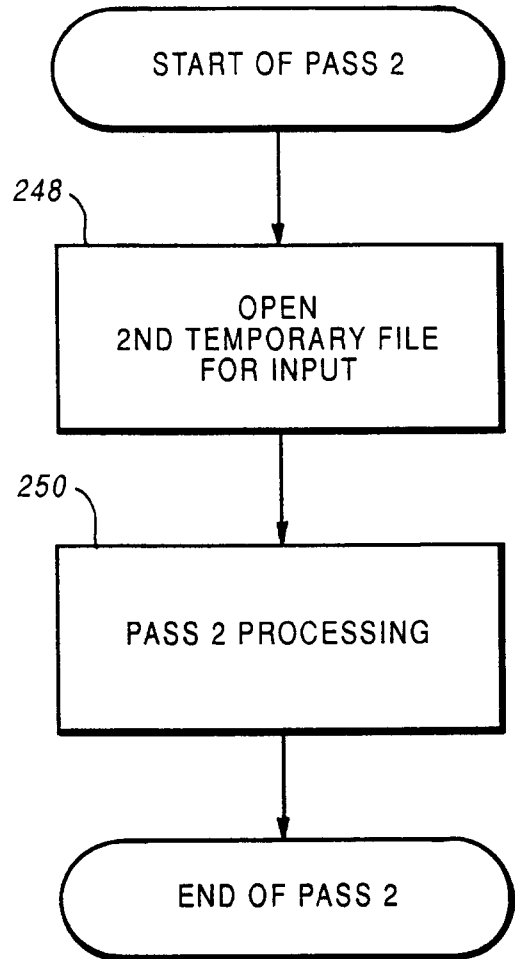 START OF PASS 2
248
OPEN
2ND TEMPORARY FILE
FOR INPUT
250
PASS 2 PROCESSING
END OF PASS 2